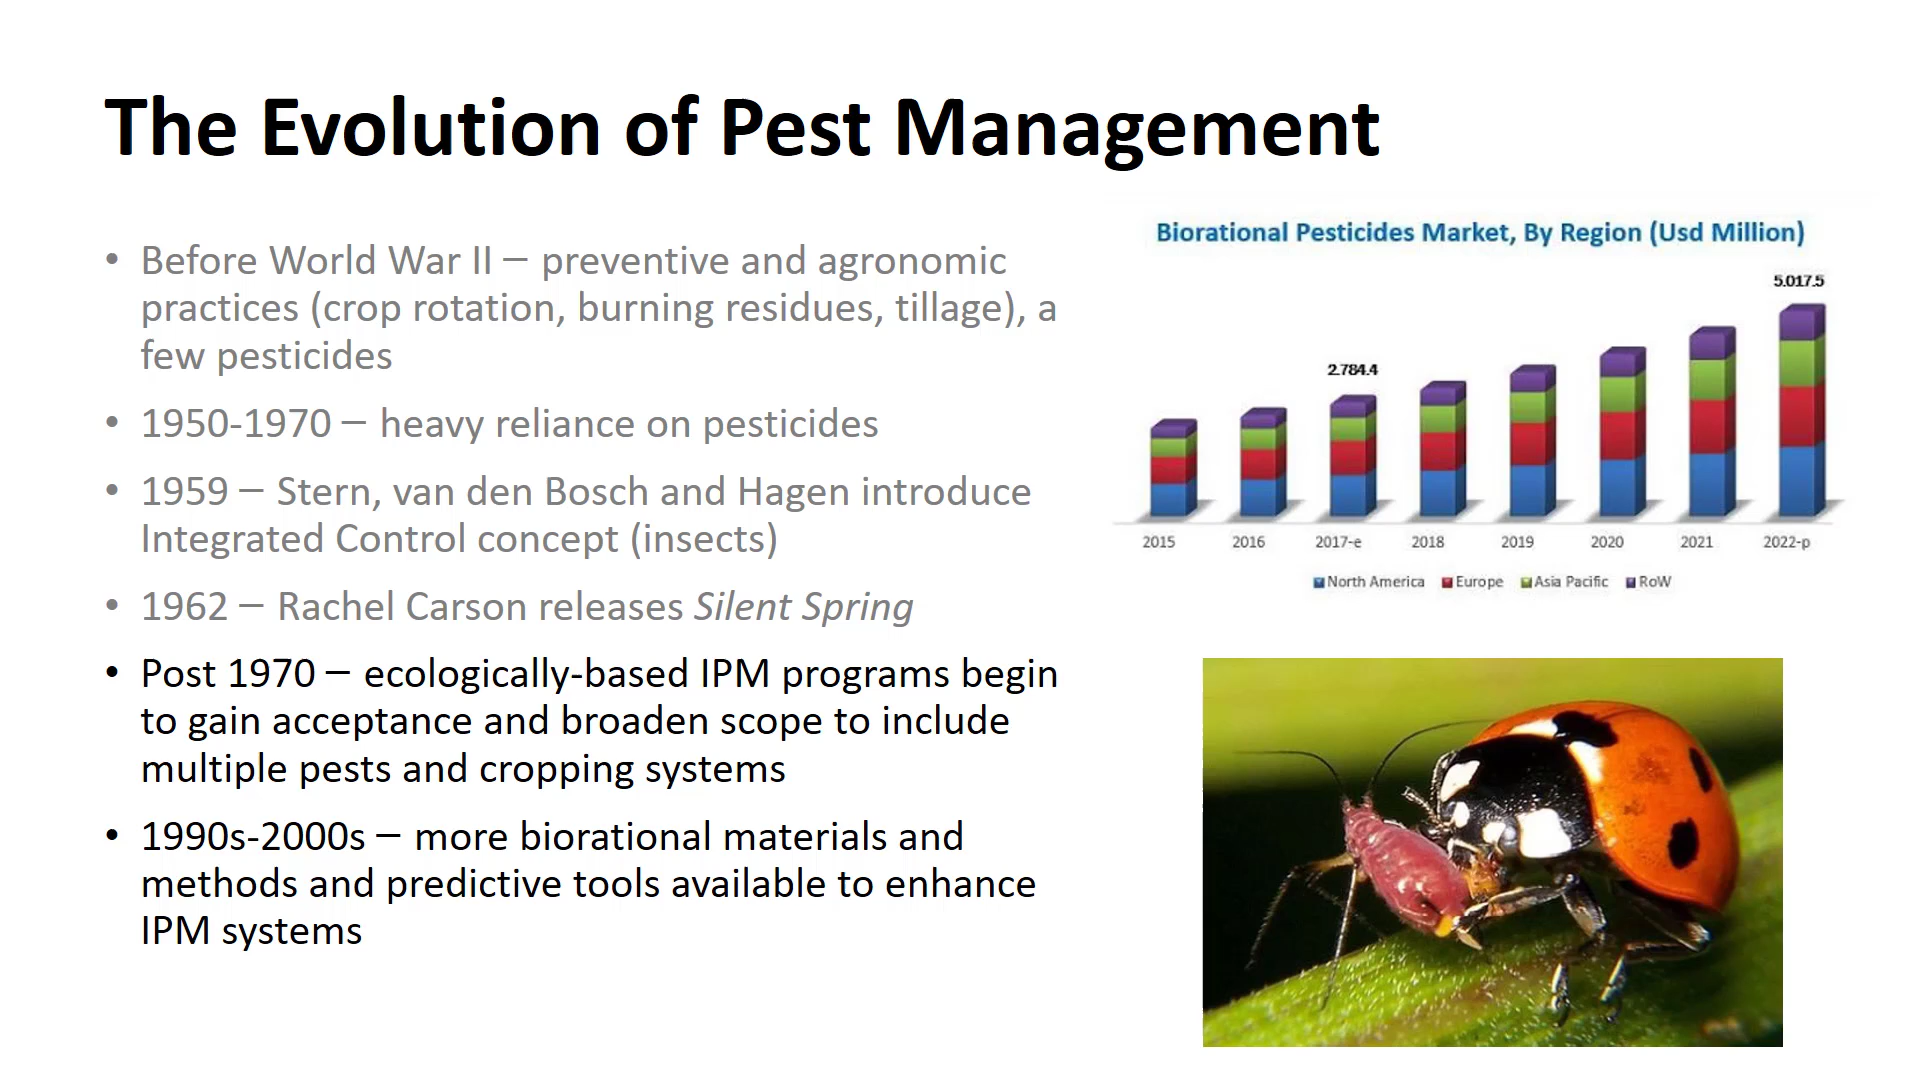 The Evolution of Pest Management
• Before World War II – preventive and agronomic
practices (crop rotation, burning residues, tillage), a
few pesticides
• 1950-1970 – heavy reliance on pesticides
• 1959 – Stern, van den Bosch and Hagen introduce
Integrated Control concept (insects)
• 1962 – Rachel Carson releases Silent Spring
• Post 1970 – ecologically-based IPM programs begin
to gain acceptance and broaden scope to include
multiple pests and cropping systems
• 1990s-2000s – more biorational materials and
methods and predictive tools available to enhance
IPM systems
Biorational Pesticides Market, By Region (Usd Million)
5.017.5
2.784.4
2015 2016 2017-e 2018 2019 2020 2021 2022-p
North America Europe Asia Pacific RoW